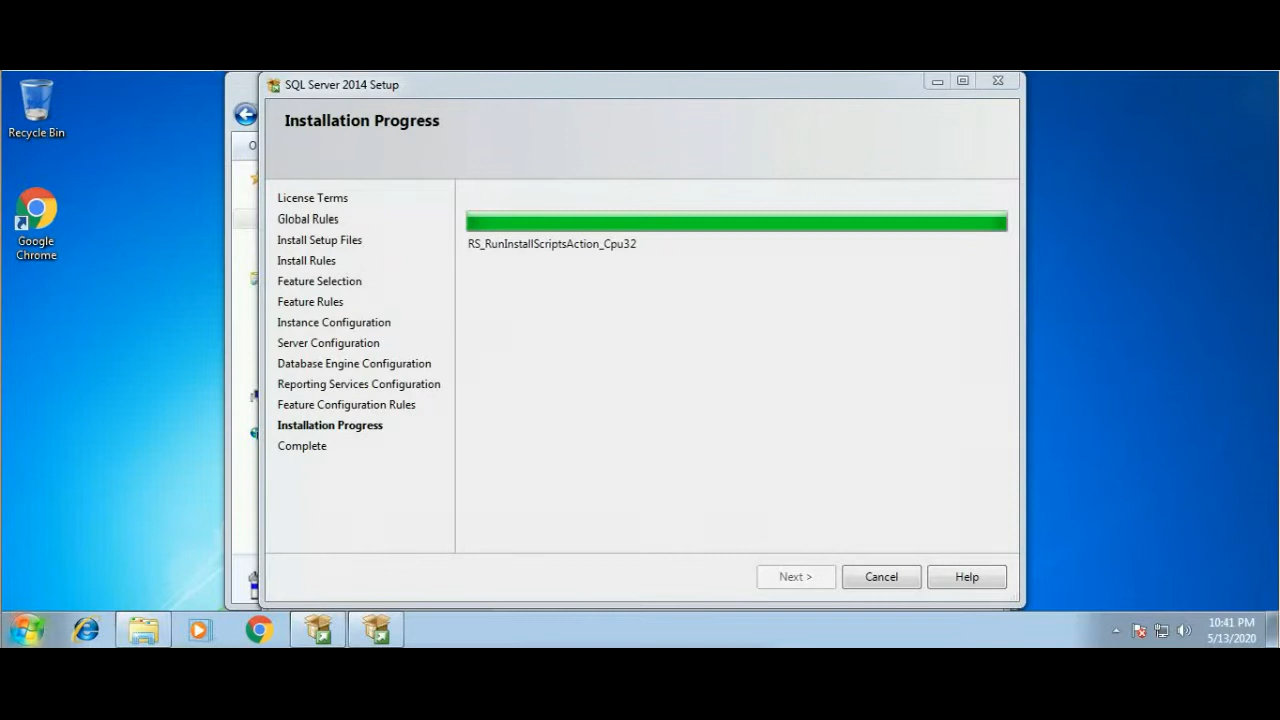 Recycle Bin
Google
Chrome
SQL Server 2014 Setup
Installation Progress
License Terms
Global Rules
Install Setup Files
Install Rules
Feature Selection
Feature Rules
Instance Configuration
Server Configuration
Database Engine Configuration
Reporting Services Configuration
Feature Configuration Rules
Installation Progress
Complete
RS_RunInstallScriptsAction_Cpu32
Next >
Cancel
Help
10:41 PM
5/13/2020